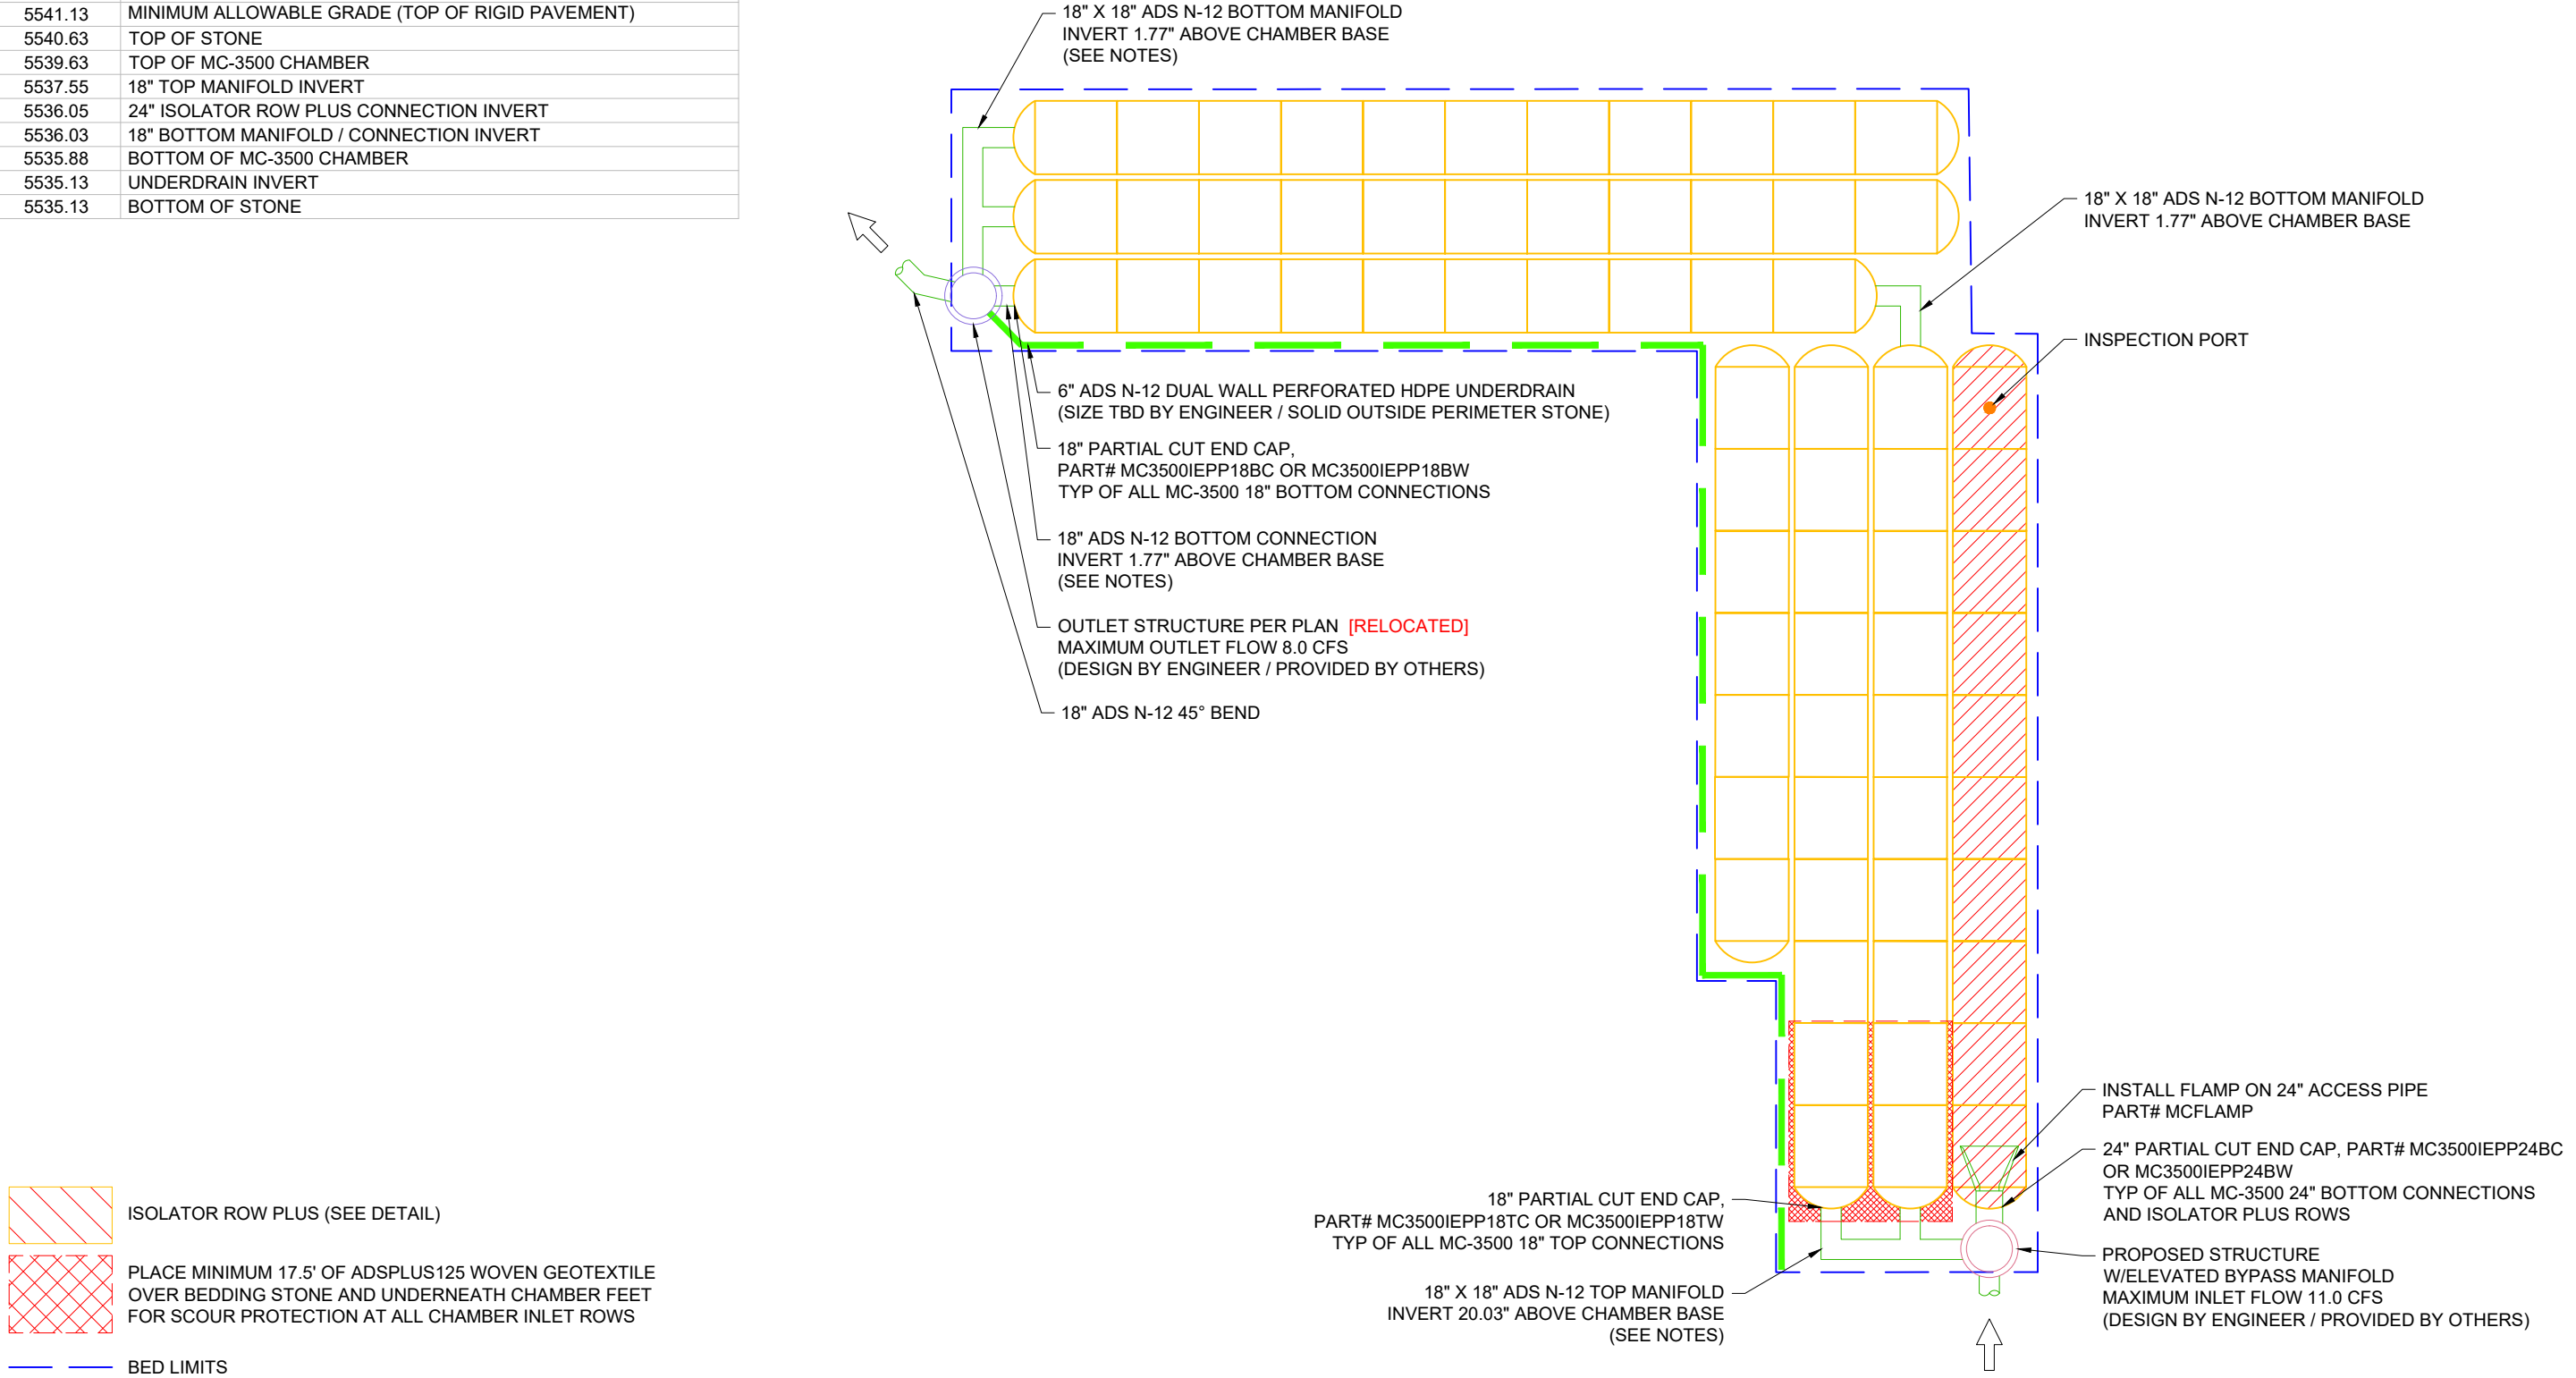 5541.13 MINIMUM ALLOWABLE GRADE (TOP OF RIGID PAVEMENT)
5540.63 TOP OF STONE
5539.63 TOP OF MC-3500 CHAMBER
5537.55 18" TOP MANIFOLD INVERT
5536.05 24" ISOLATOR ROW PLUS CONNECTION INVERT
5536.03 18" BOTTOM MANIFOLD / CONNECTION INVERT
5535.88 BOTTOM OF MC-3500 CHAMBER
5535.13 UNDERDRAIN INVERT
5535.13 BOTTOM OF STONE
18" X 18" ADS N-12 BOTTOM MANIFOLD
INVERT 1.77" ABOVE CHAMBER BASE
(SEE NOTES)
18" X 18" ADS N-12 BOTTOM MANIFOLD
INVERT 1.77" ABOVE CHAMBER BASE
INSPECTION PORT
6" ADS N-12 DUAL WALL PERFORATED HDPE UNDERDRAIN
(SIZE TBD BY ENGINEER / SOLID OUTSIDE PERIMETER STONE)
18" PARTIAL CUT END CAP,
PART# MC3500IEPP18BC OR MC3500IEPP18BW
TYP OF ALL MC-3500 18" BOTTOM CONNECTIONS
18" ADS N-12 BOTTOM CONNECTION
INVERT 1.77" ABOVE CHAMBER BASE
(SEE NOTES)
OUTLET STRUCTURE PER PLAN [RELOCATED]
MAXIMUM OUTLET FLOW 8.0 CFS
(DESIGN BY ENGINEER / PROVIDED BY OTHERS)
18" ADS N-12 45° BEND
INSTALL FLAMP ON 24" ACCESS PIPE
PART# MCFLAMP
24" PARTIAL CUT END CAP, PART# MC3500IEPP24BC
OR MC3500IEPP24BW
TYP OF ALL MC-3500 24" BOTTOM CONNECTIONS
AND ISOLATOR PLUS ROWS
PROPOSED STRUCTURE
W/ELEVATED BYPASS MANIFOLD
MAXIMUM INLET FLOW 11.0 CFS
(DESIGN BY ENGINEER / PROVIDED BY OTHERS)
18" PARTIAL CUT END CAP,
PART# MC3500IEPP18TC OR MC3500IEPP18TW
TYP OF ALL MC-3500 18" TOP CONNECTIONS
18" X 18" ADS N-12 TOP MANIFOLD
INVERT 20.03" ABOVE CHAMBER BASE
(SEE NOTES)
ISOLATOR ROW PLUS (SEE DETAIL)
PLACE MINIMUM 17.5' OF ADSPLUS125 WOVEN GEOTEXTILE
OVER BEDDING STONE AND UNDERNEATH CHAMBER FEET
FOR SCOUR PROTECTION AT ALL CHAMBER INLET ROWS
BED LIMITS